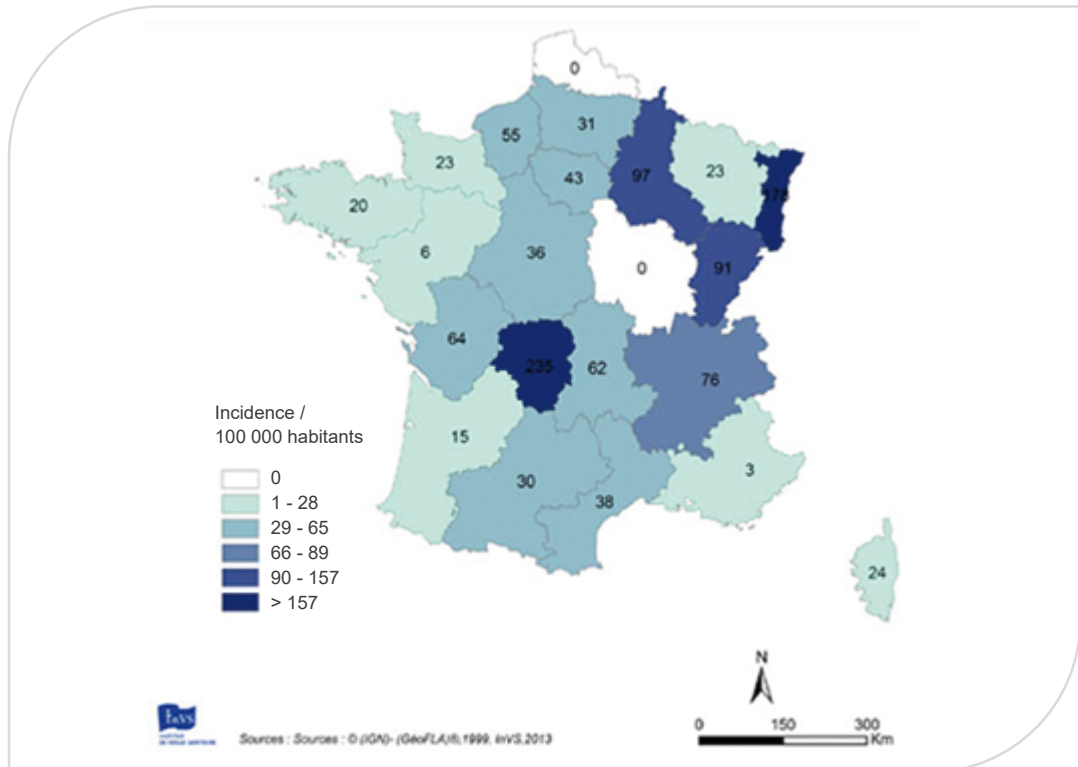 0
31
55
23
97
23
43
20
6
36
0
91
64
235
62
76
15
3
30
38
24
Incidence /
100 000 habitants
0
1 - 28
29 - 65
66 - 89
90 - 157
> 157
N
0 150 300
Km
InVS
Sources : Sources : © (IGN)- (GéoFLA)®,1999, InVS,2013